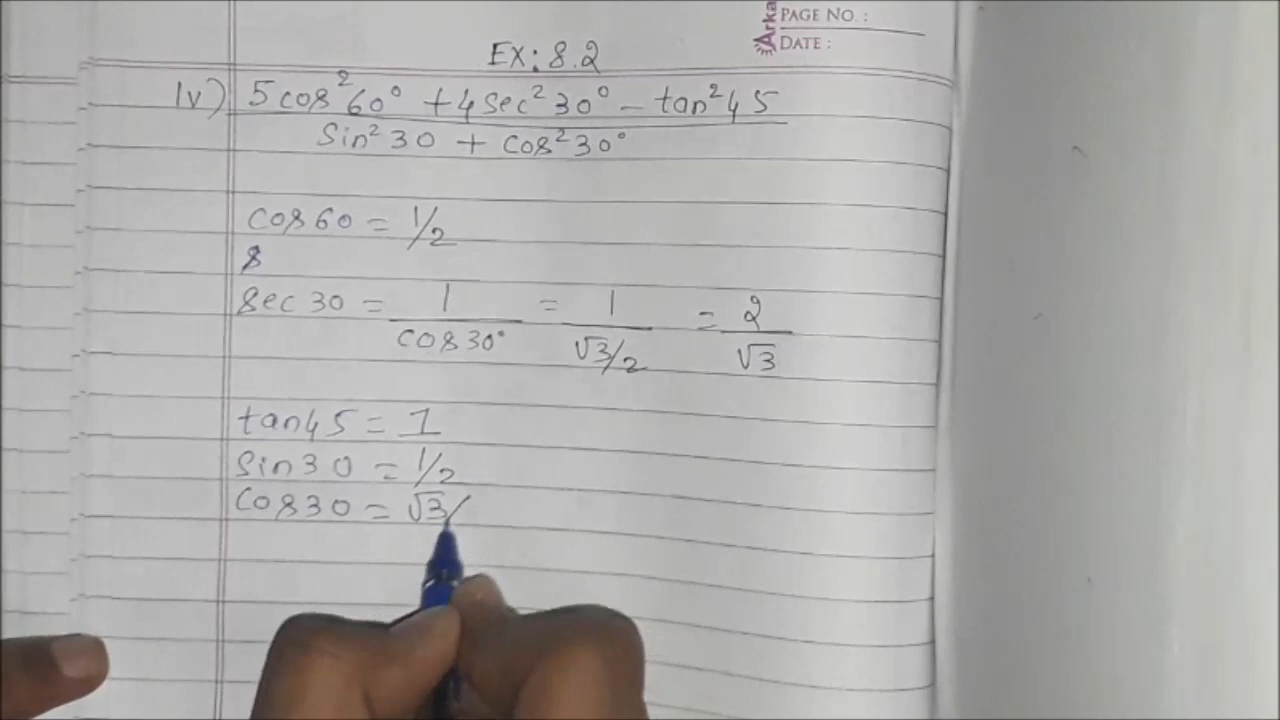 Arka
PAGE NO. :
DATE :
EX: 8.2
iv) 5 cos²60° + 4 sec² 30° - tan² 45
sin² 30 + cos² 30°
cos 60 = 1/2
s
sec 30 = 1 = 1 = 2
cos 30° √3/2 √3
tan 45 = 1
sin 30 = 1/2
cos 30 = √3/